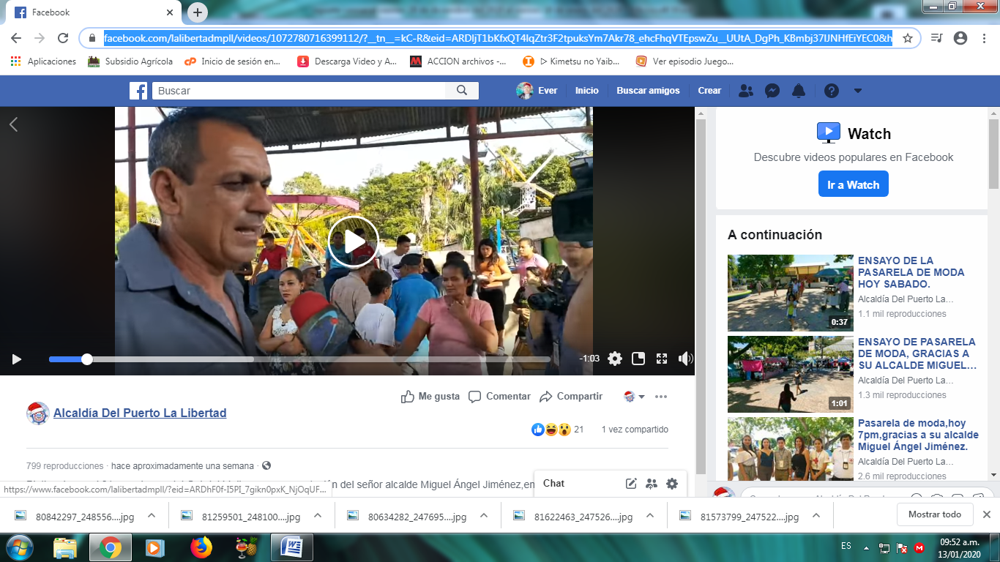 Facebook
facebook.com/lalibertadmpll/videos/1072780716399112/?__tn__=kC-R&eid=ARDIjT1bKfxQT4lqZtr3F2tpuksYm7Akr78_ehcFhqVTEpswZu__UUtA_DgPh_KBmbj37lJNHfEiYEC0&h
Aplicaciones
Subsidio Agrícola
Inicio de sesión en...
Descarga Video y A...
ACCION archivos -...
▷ Kimetsu no Yaib...
Ver episodio Juego...
Buscar
Ever
Inicio
Buscar amigos
Crear
Watch
Descubre videos populares en Facebook
Ir a Watch
A continuación
ENSAYO DE LA
PASARELA DE MODA
HOY SABADO.
Alcaldía Del Puerto La...
1.1 mil reproducciones
0:37
ENSAYO DE PASARELA
DE MODA, GRACIAS A
SU ALCALDE MIGUEL...
Alcaldía Del Puerto La...
1.3 mil reproducciones
1:01
Pasarela de moda,hoy
7pm,gracias a su alcalde
Miguel Ángel Jiménez.
Alcaldía Del Puerto La...
2.6 mil reproducciones
-1:03
Me gusta
Comentar
Compartir
Alcaldía Del Puerto La Libertad
21
1 vez compartido
799 reproducciones · hace aproximadamente una semana ·
del señor alcalde Miguel Ángel Jiménez,en
https://www.facebook.com/lalibertadmpll/?eid=ARDhF0f-I5PI_7gikn0pxK_NjOqUF...
Chat
80842297_248556....jpg
81259501_248100....jpg
80634282_247695....jpg
81622463_247526....jpg
81573799_247522....jpg
Mostrar todo
ES
09:52 a.m.
13/01/2020